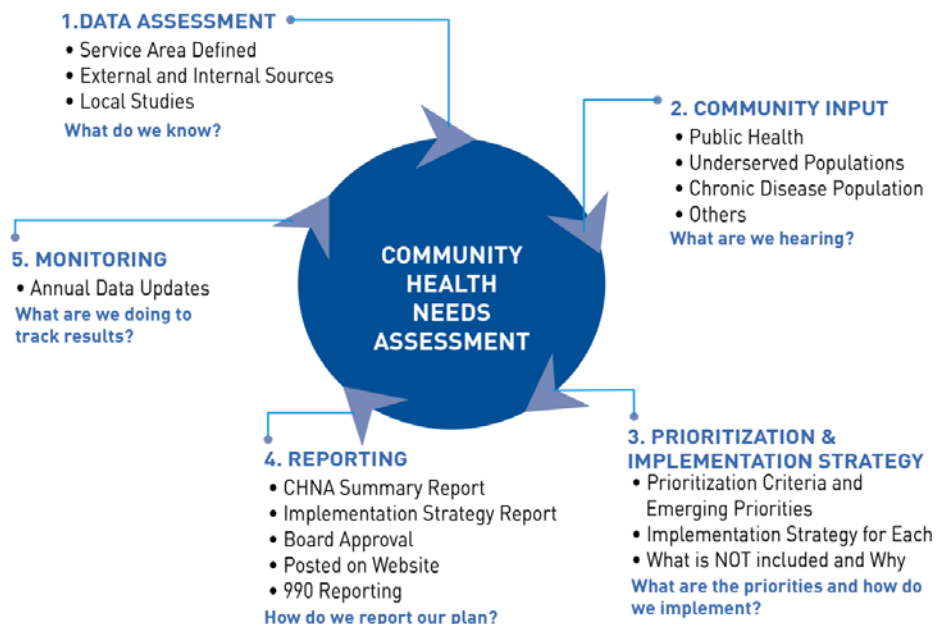 1.DATA ASSESSMENT
• Service Area Defined
• External and Internal Sources
• Local Studies
What do we know?
2. COMMUNITY INPUT
• Public Health
• Underserved Populations
• Chronic Disease Population
• Others
What are we hearing?
COMMUNITY
HEALTH
NEEDS
ASSESSMENT
5. MONITORING
• Annual Data Updates
What are we doing to
track results?
3. PRIORITIZATION &
IMPLEMENTATION STRATEGY
• Prioritization Criteria and
Emerging Priorities
• Implementation Strategy for Each
• What is NOT included and Why
What are the priorities and how do
we implement?
4. REPORTING
• CHNA Summary Report
• Implementation Strategy Report
• Board Approval
• Posted on Website
• 990 Reporting
How do we report our plan?